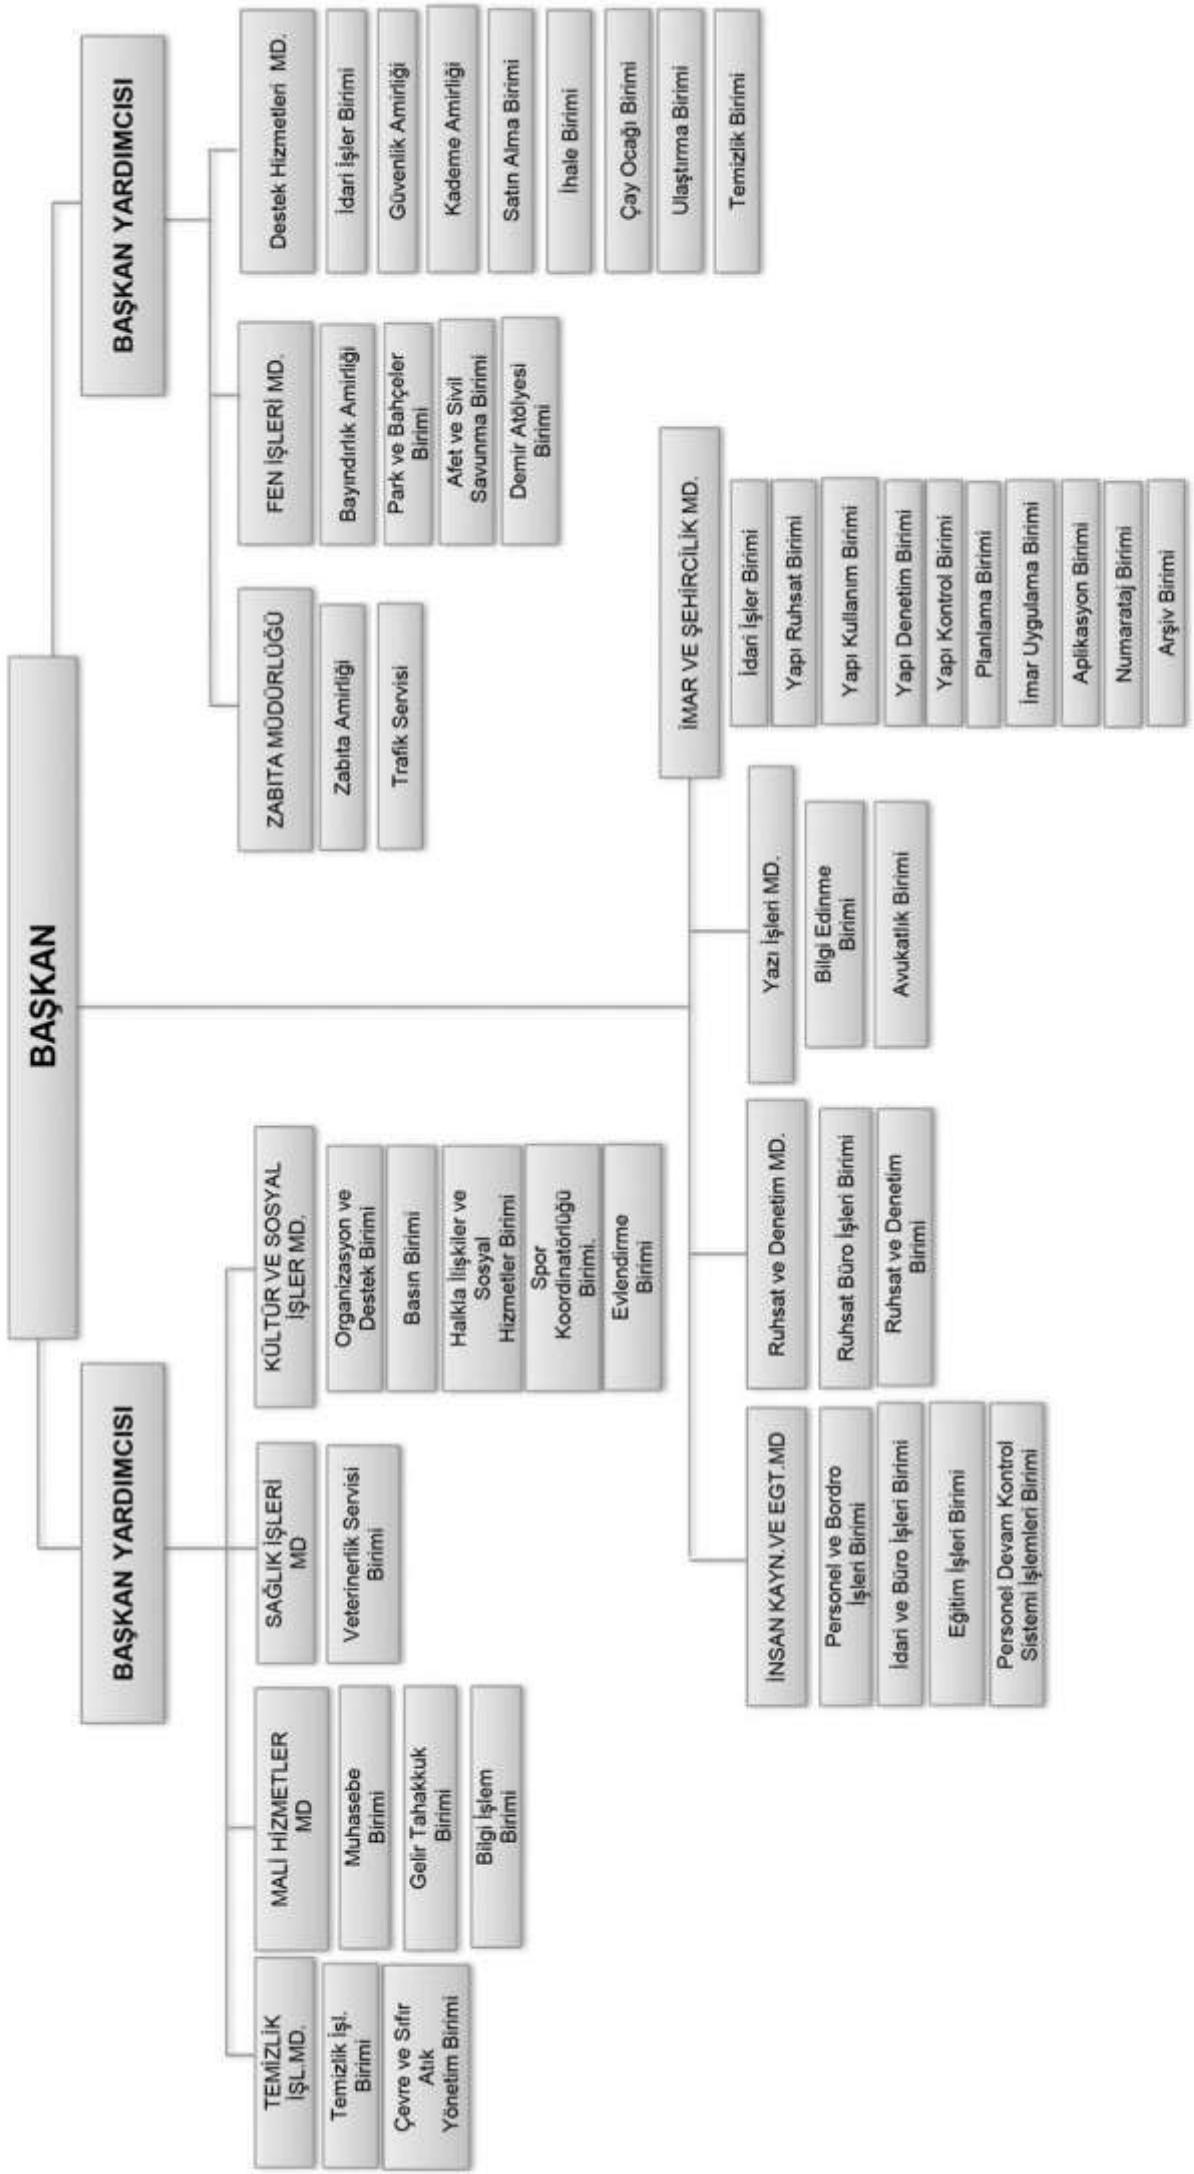 BAŞKAN
BAŞKAN YARDIMCISI
TEMİZLİK
İŞL.MD.
Temizlik İşl.
Birimi
Çevre ve Sıfır
Atık
Yönetim Birimi
MALİ HİZMETLER
MD
Muhasebe
Birimi
Gelir Tahakkuk
Birimi
Bilgi İşlem
Birimi
SAĞLIK İŞLERİ
MD
Veterinerlik Servisi
Birimi
KÜLTÜR VE SOSYAL
İŞLER MD.
Organizasyon ve
Destek Birimi
Basın Birimi
Halkla İlişkiler ve
Sosyal
Hizmetler Birimi
Spor
Koordinatörlüğü
Birimi.
Evlendirme
Birimi
BAŞKAN YARDIMCISI
ZABITA MÜDÜRLÜĞÜ
Zabıta Amirliği
Trafik Servisi
FEN İŞLERİ MD.
Bayındırlık Amirliği
Park ve Bahçeler
Birimi
Afet ve Sivil
Savunma Birimi
Demir Atölyesi
Birimi
Destek Hizmetleri MD.
İdari İşler Birimi
Güvenlik Amirliği
Kademe Amirliği
Satın Alma Birimi
İhale Birimi
Çay Ocağı Birimi
Ulaştırma Birimi
Temizlik Birimi
İNSAN KAYN.VE EGT.MD
Personel ve Bordro
İşleri Birimi
İdari ve Büro İşleri Birimi
Eğitim İşleri Birimi
Personel Devam Kontrol
Sistemi İşlemleri Birimi
Ruhsat ve Denetim MD.
Ruhsat Büro İşleri Birimi
Ruhsat ve Denetim
Birimi
Yazı İşleri MD.
Bilgi Edinme
Birimi
Avukatlık Birimi
İMAR VE ŞEHİRCİLİK MD.
İdari İşler Birimi
Yapı Ruhsat Birimi
Yapı Kullanım Birimi
Yapı Denetim Birimi
Yapı Kontrol Birimi
Planlama Birimi
İmar Uygulama Birimi
Aplikasyon Birimi
Numarataj Birimi
Arşiv Birimi